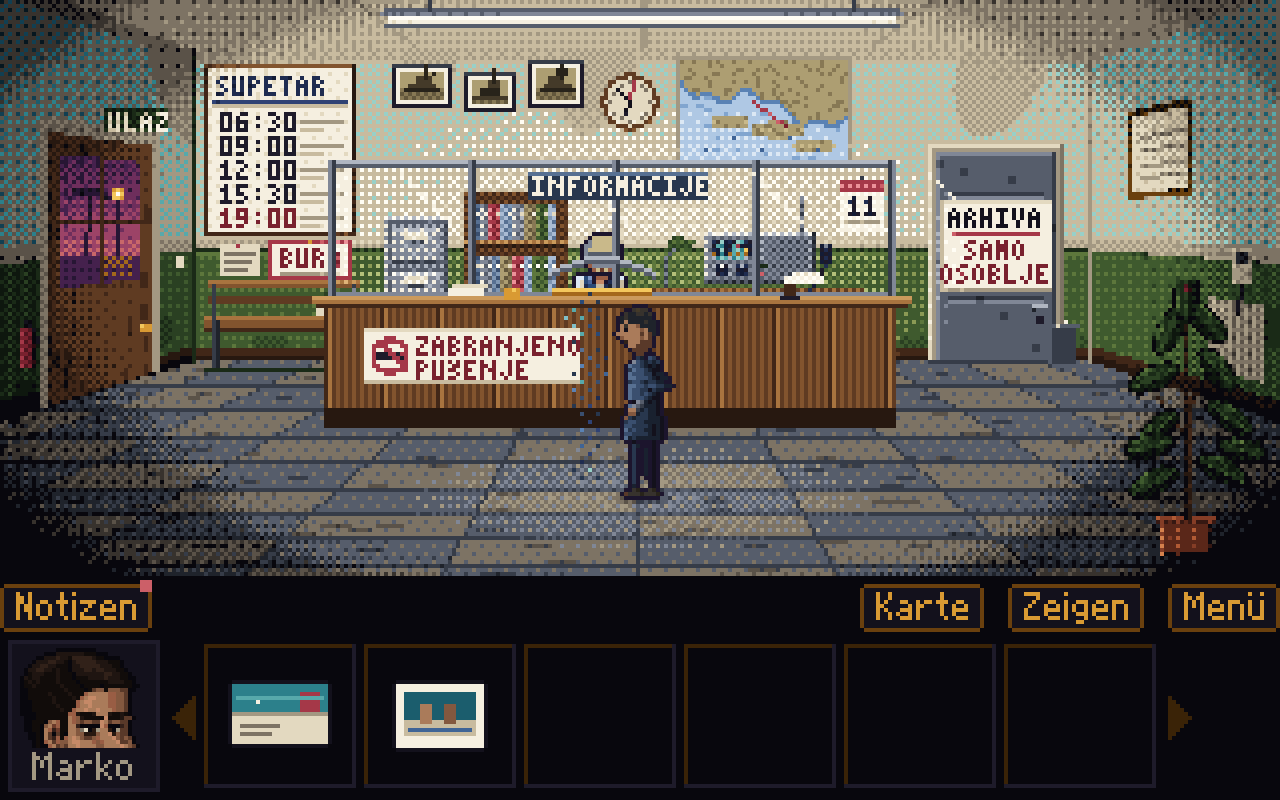 ULAZ
SUPETAR
06:30
09:00
12:00
15:30
19:00
INFORMACIJE
11
ARHIVA
SAMO
OSOBLJE
ZABRANJENO
PUŠENJE
Notizen
Karte
Zeigen
Menü
Marko